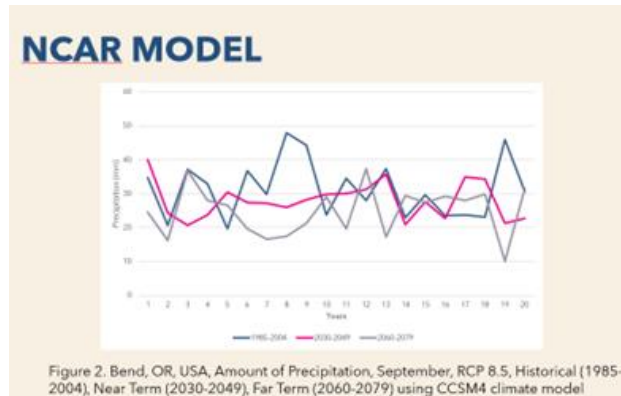 NCAR MODEL
60
50
40
30
20
10
0
Precipitation (mm)
1 2 3 4 5 6 7 8 9 10 11 12 13 14 15 16 17 18 19 20
Years
1985-2004 2030-2049 2060-2079
Figure 2. Bend, OR, USA, Amount of Precipitation, September, RCP 8.5, Historical (1985-
2004), Near Term (2030-2049), Far Term (2060-2079) using CCSM4 climate model